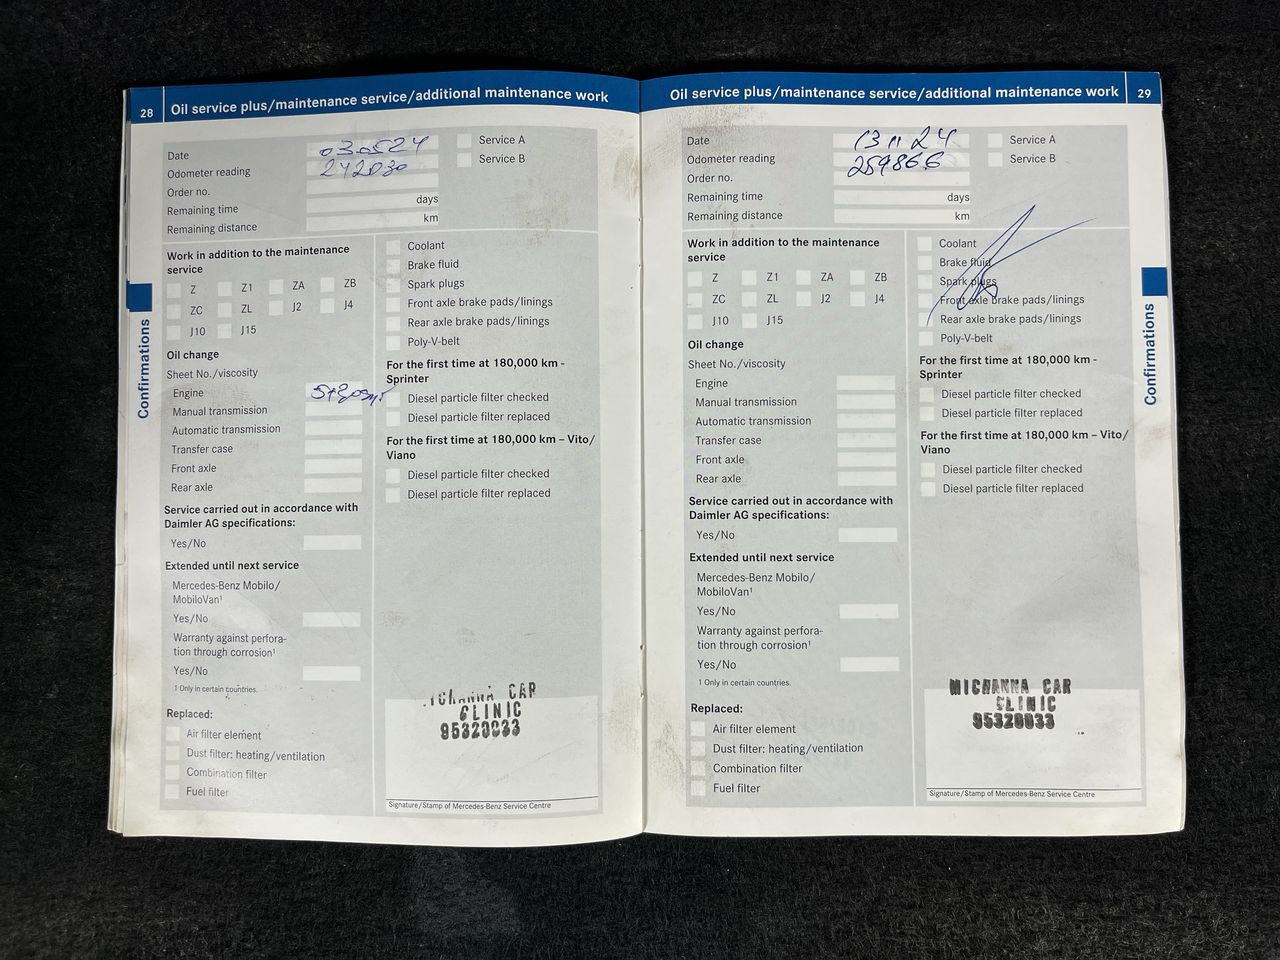 28 Oil service plus/maintenance service/additional maintenance work
Date 030524
Odometer reading 242030
Order no.
Remaining time days
Remaining distance km
Service A
Service B
Work in addition to the maintenance
service
Z Z1 ZA ZB
ZC ZL J2 J4
J10 J15
Oil change
Sheet No./viscosity
Engine
Manual transmission
Automatic transmission
Transfer case
Front axle
Rear axle
Service carried out in accordance with
Daimler AG specifications:
Yes/No
Extended until next service
Mercedes-Benz Mobilo/
MobiloVan¹
Yes/No
Warranty against perfora-
tion through corrosion¹
Yes/No
1 Only in certain countries.
Replaced:
Air filter element
Dust filter: heating/ventilation
Combination filter
Fuel filter
Coolant
Brake fluid
Spark plugs
Front axle brake pads/linings
Rear axle brake pads/linings
Poly-V-belt
For the first time at 180,000 km -
Sprinter
Diesel particle filter checked
Diesel particle filter replaced
For the first time at 180,000 km – Vito/
Viano
Diesel particle filter checked
Diesel particle filter replaced
CAR
CLINIC
95320033
Signature/Stamp of Mercedes-Benz Service Centre
Confirmations
Oil service plus/maintenance service/additional maintenance work 29
Date 13 11 24
Odometer reading 259866
Order no.
Remaining time days
Remaining distance km
Service A
Service B
Work in addition to the maintenance
service
Z Z1 ZA ZB
ZC ZL J2 J4
J10 J15
Oil change
Sheet No./viscosity
Engine
Manual transmission
Automatic transmission
Transfer case
Front axle
Rear axle
Service carried out in accordance with
Daimler AG specifications:
Yes/No
Extended until next service
Mercedes-Benz Mobilo/
MobiloVan¹
Yes/No
Warranty against perfora-
tion through corrosion¹
Yes/No
1 Only in certain countries.
Replaced:
Air filter element
Dust filter: heating/ventilation
Combination filter
Fuel filter
Coolant
Brake fluid
Spark plugs
Front axle brake pads/linings
Rear axle brake pads/linings
Poly-V-belt
For the first time at 180,000 km -
Sprinter
Diesel particle filter checked
Diesel particle filter replaced
For the first time at 180,000 km – Vito/
Viano
Diesel particle filter checked
Diesel particle filter replaced
CAR
CLINIC
95320033
Signature/Stamp of Mercedes-Benz Service Centre
Confirmations